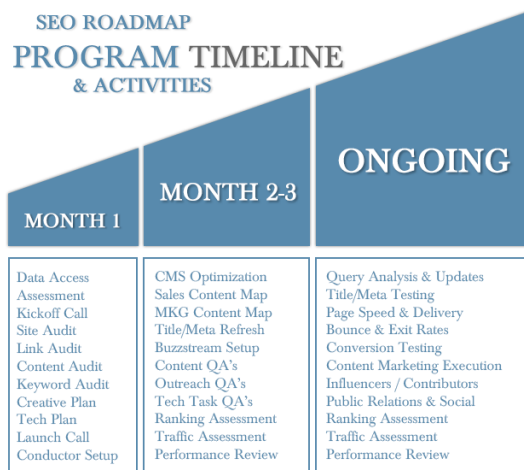 SEO ROADMAP
PROGRAM TIMELINE
& ACTIVITIES
MONTH 1
MONTH 2-3
ONGOING
Data Access
Assessment
Kickoff Call
Site Audit
Link Audit
Content Audit
Keyword Audit
Creative Plan
Tech Plan
Launch Call
Conductor Setup
CMS Optimization
Sales Content Map
MKG Content Map
Title/Meta Refresh
Buzzstream Setup
Content QA's
Outreach QA's
Tech Task QA's
Ranking Assessment
Traffic Assessment
Performance Review
Query Analysis & Updates
Title/Meta Testing
Page Speed & Delivery
Bounce & Exit Rates
Conversion Testing
Content Marketing Execution
Influencers / Contributors
Public Relations & Social
Ranking Assessment
Traffic Assessment
Performance Review